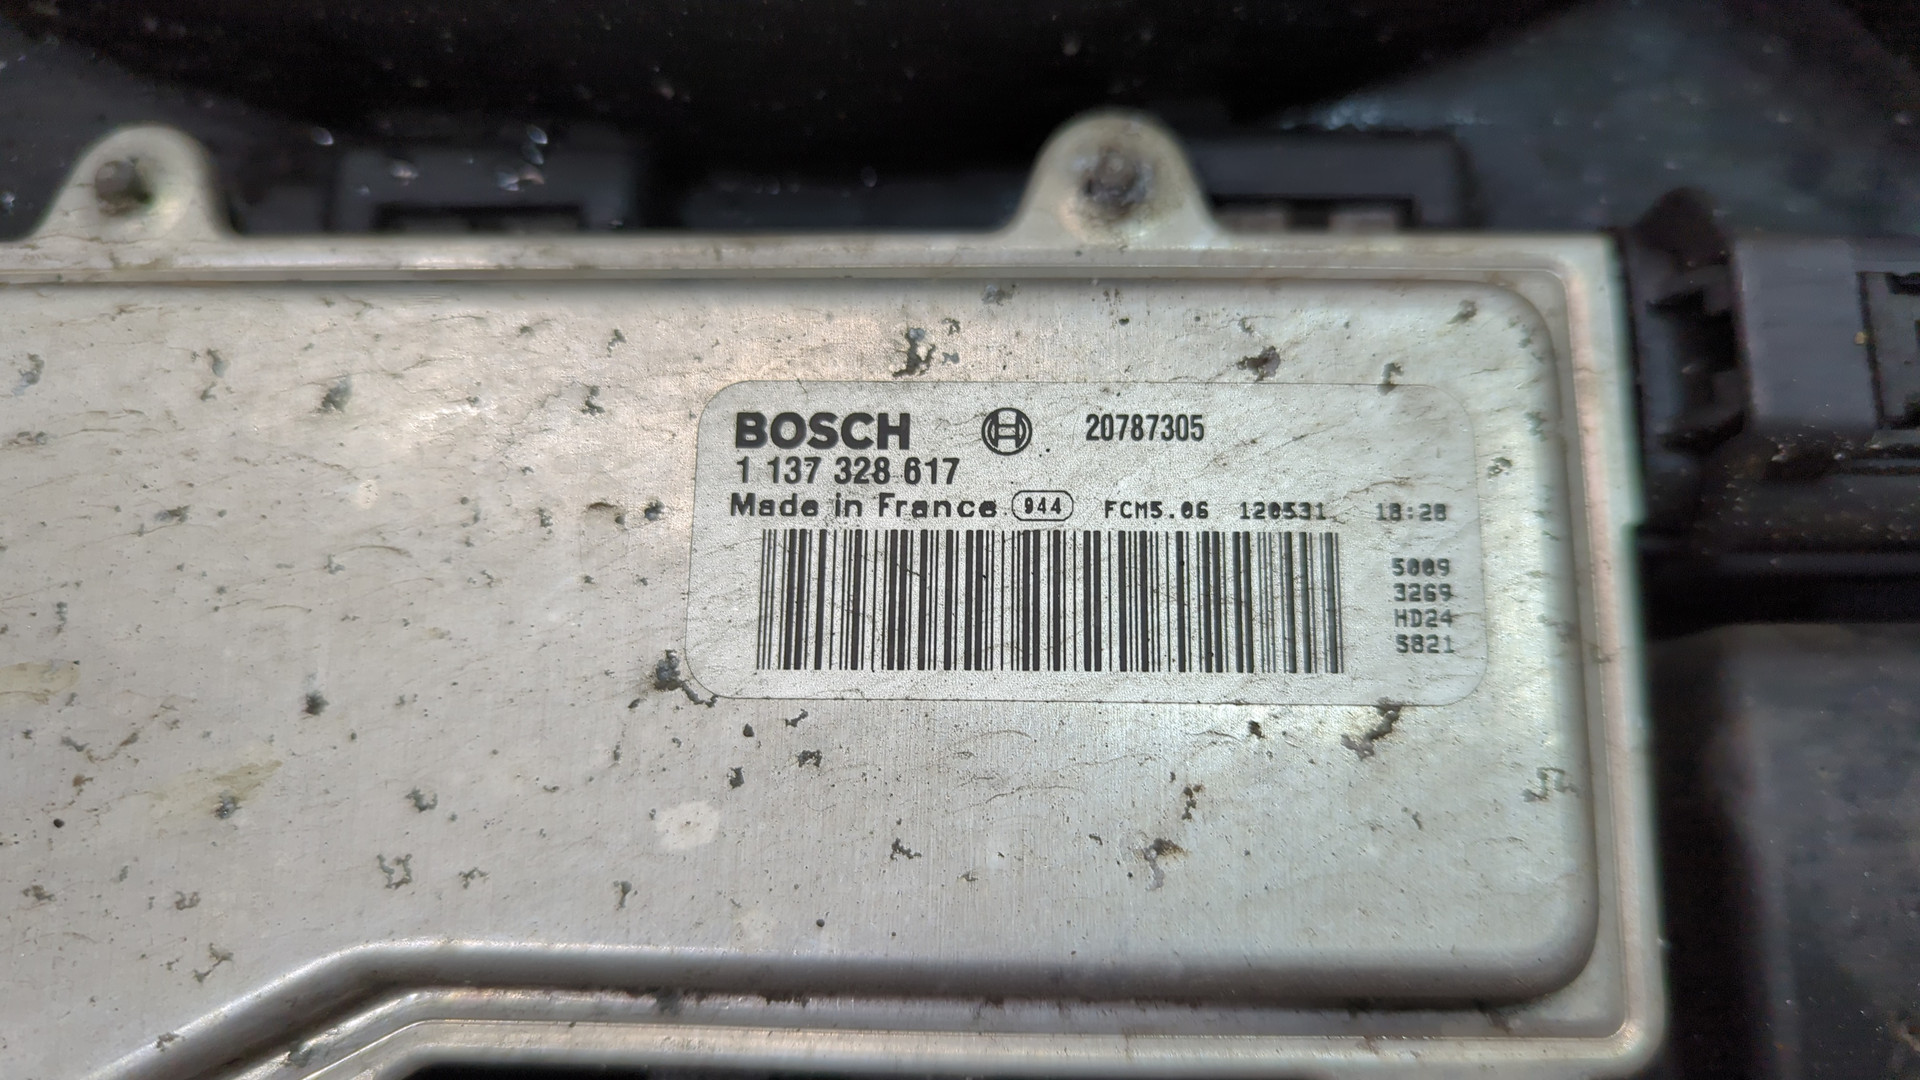 BOSCH 20787305
1 137 328 617
Made in France 944 FCM5.06 120531 18:28
5009
3269
HD24
S821